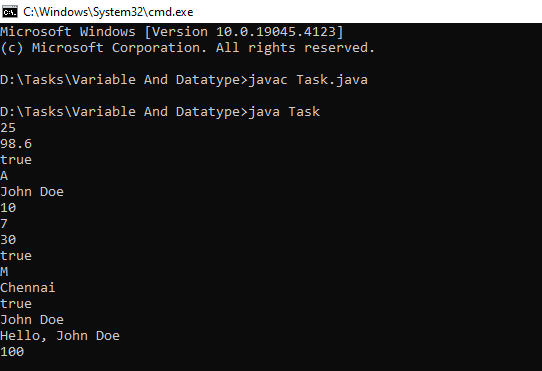 C:\Windows\System32\cmd.exe
Microsoft Windows [Version 10.0.19045.4123]
(c) Microsoft Corporation. All rights reserved.
D:\Tasks\Variable And Datatype>javac Task.java
D:\Tasks\Variable And Datatype>java Task
25
98.6
true
A
John Doe
10
7
30
true
M
Chennai
true
John Doe
Hello, John Doe
100